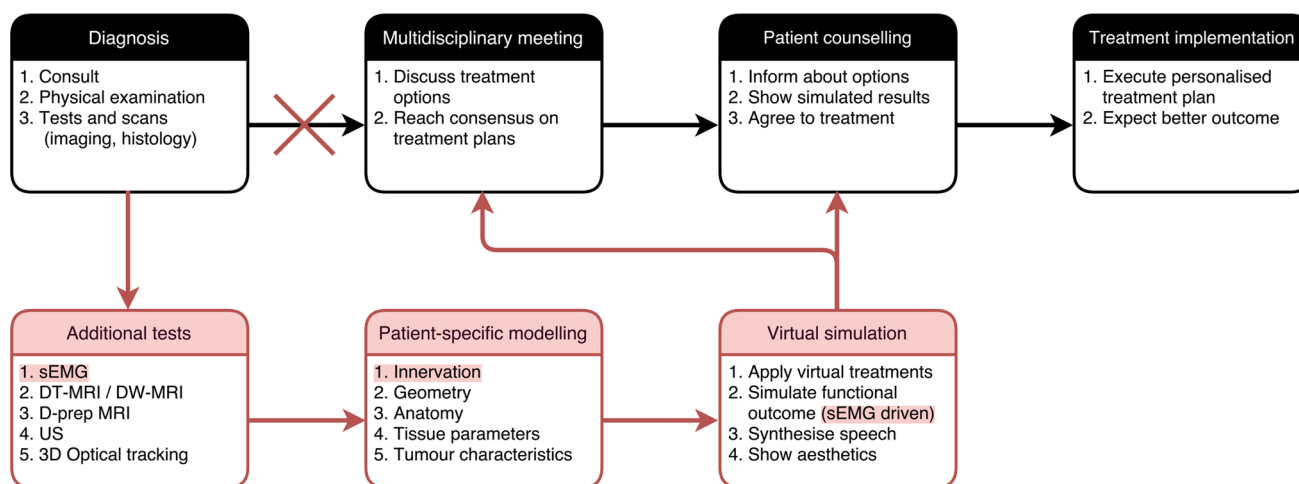 Diagnosis
1. Consult
2. Physical examination
3. Tests and scans
(imaging, histology)
Multidisciplinary meeting
1. Discuss treatment
options
2. Reach consensus on
treatment plans
Patient counselling
1. Inform about options
2. Show simulated results
3. Agree to treatment
Treatment implementation
1. Execute personalised
treatment plan
2. Expect better outcome
Additional tests
1. sEMG
2. DT-MRI / DW-MRI
3. D-prep MRI
4. US
5. 3D Optical tracking
Patient-specific modelling
1. Innervation
2. Geometry
3. Anatomy
4. Tissue parameters
5. Tumour characteristics
Virtual simulation
1. Apply virtual treatments
2. Simulate functional
outcome (sEMG driven)
3. Synthesise speech
4. Show aesthetics